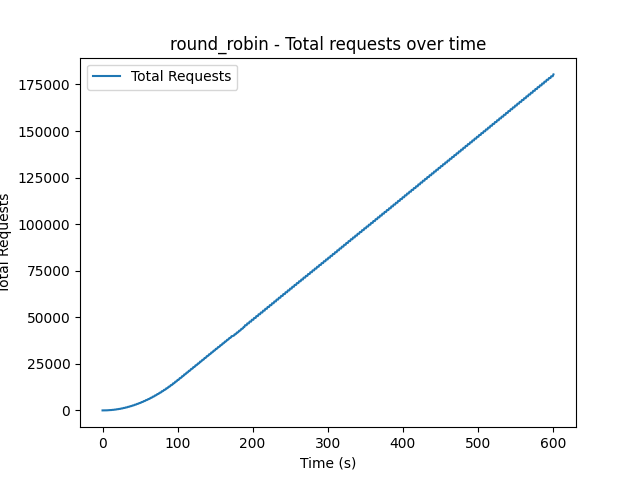 round_robin - Total requests over time
Total Requests
175000
150000
125000
100000
75000
50000
25000
0
Total Requests
0 100 200 300 400 500 600
Time (s)